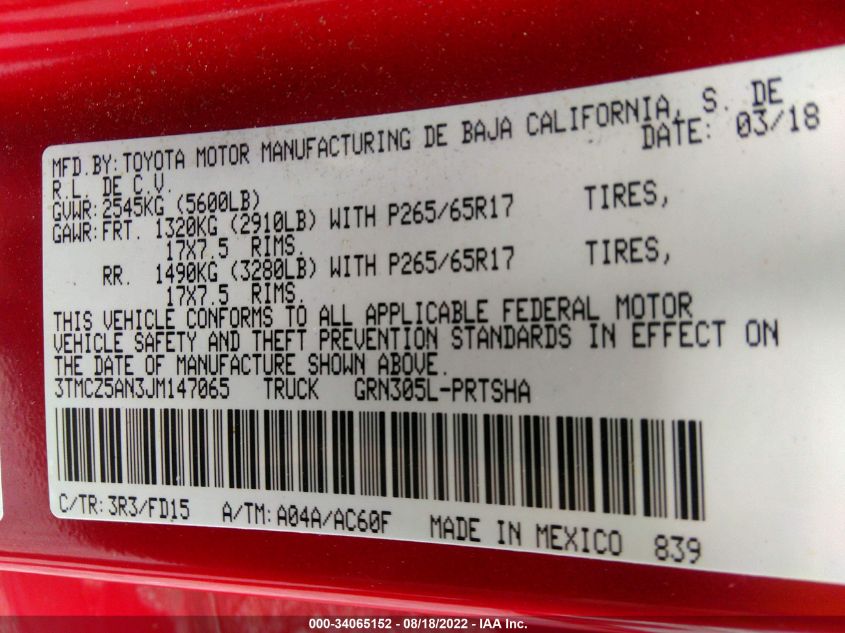 MFD.BY:TOYOTA MOTOR MANUFACTURING DE BAJA CALIFORNIA, S. DE
R.L. DE C.V. DATE: 03/18
GVWR:2545KG (5600LB)
GAWR:FRT. 1320KG (2910LB) WITH P265/65R17 TIRES,
17X7.5 RIMS.
RR. 1490KG (3280LB) WITH P265/65R17 TIRES,
17X7.5 RIMS.
THIS VEHICLE CONFORMS TO ALL APPLICABLE FEDERAL MOTOR
VEHICLE SAFETY AND THEFT PREVENTION STANDARDS IN EFFECT ON
THE DATE OF MANUFACTURE SHOWN ABOVE.
3TMCZ5AN3JM147065 TRUCK GRN305L-PRTSHA
C/TR:3R3/FD15 A/TM:A04A/AC60F MADE IN MEXICO 839
000-34065152 - 08/18/2022 - IAA Inc.